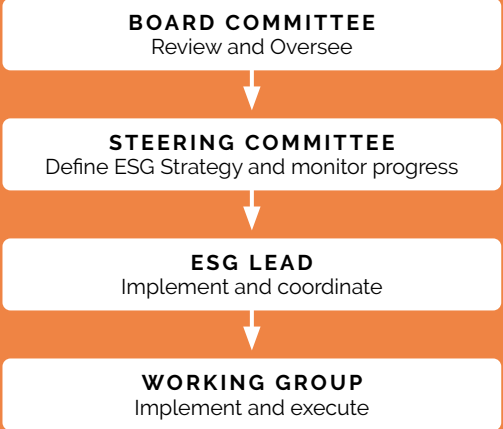 BOARD COMMITTEE
Review and Oversee
STEERING COMMITTEE
Define ESG Strategy and monitor progress
ESG LEAD
Implement and coordinate
WORKING GROUP
Implement and execute